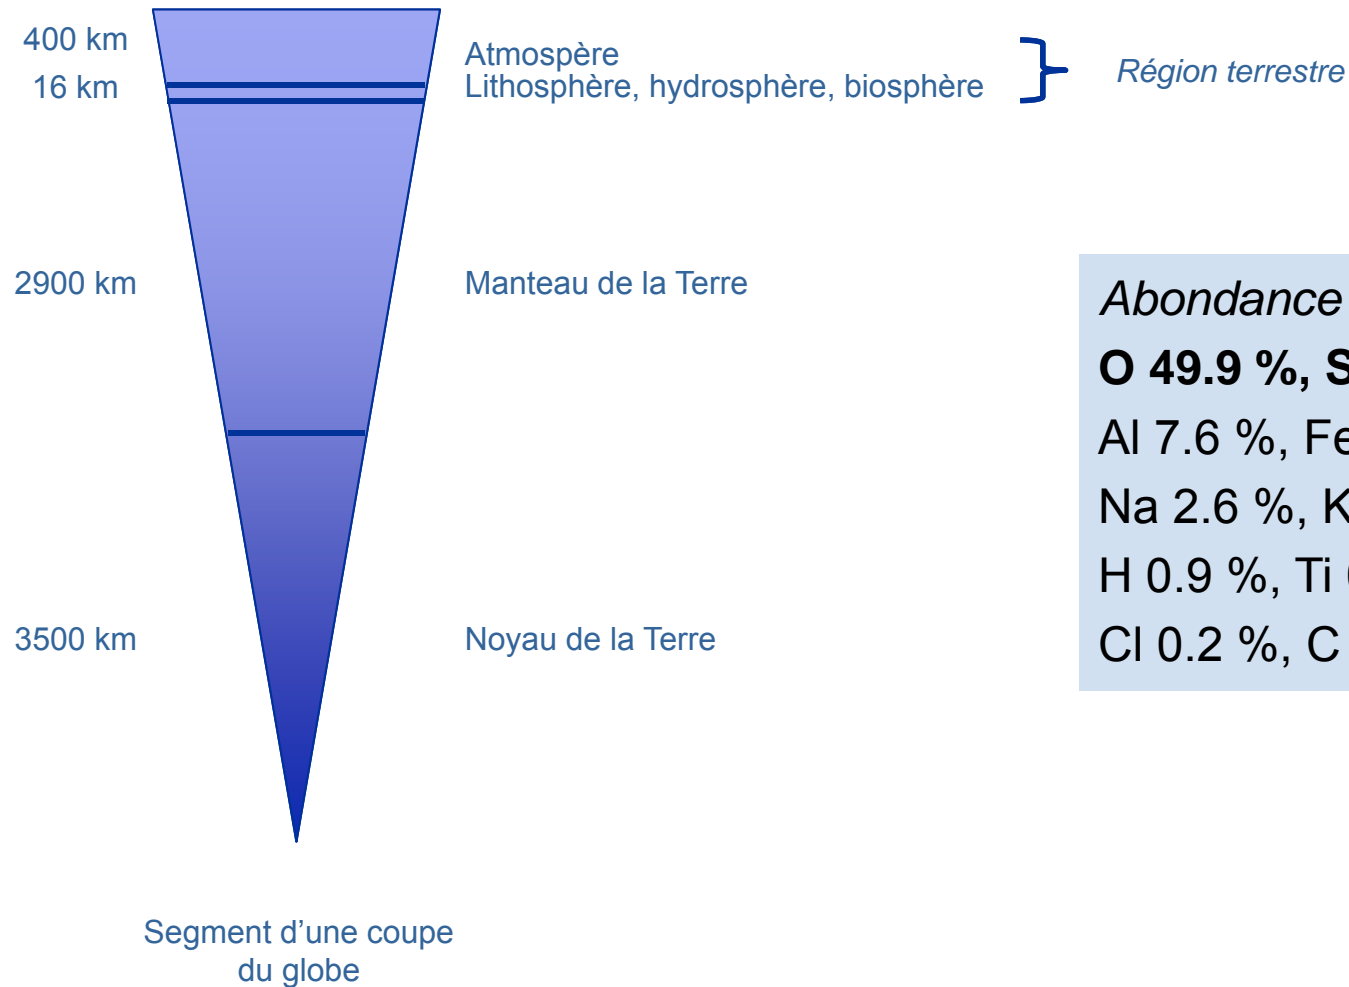 400 km
16 km
Atmospère
Lithosphère, hydrosphère, biosphère
Région terrestre
2900 km
Manteau de la Terre
3500 km
Noyau de la Terre
Segment d’une coupe
du globe
Abondance
O 49.9 %, S
Al 7.6 %, Fe
Na 2.6 %, K
H 0.9 %, Ti
Cl 0.2 %, C